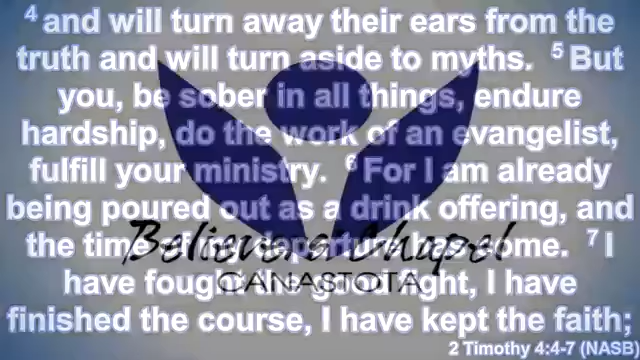 4 and will turn away their ears from the
truth and will turn aside to myths. 5 But
you, be sober in all things, endure
hardship, do the work of an evangelist,
fulfill your ministry. 6 For I am already
being poured out as a drink offering, and
the time of my departure has come. 7 I
Believers' Chapel
have fought the good fight, I have
CANASTOTA
finished the course, I have kept the faith;
2 Timothy 4:4-7 (NASB)